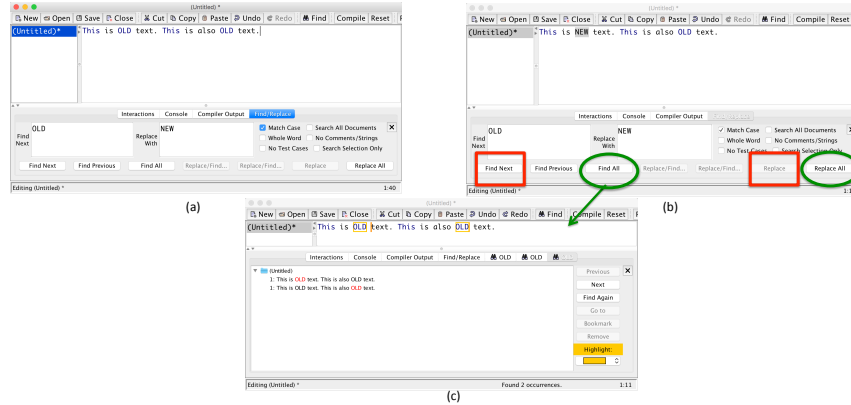 (Untitled) *
New Open Save Close Cut Copy Paste Undo Redo Find Compile Reset
(Untitled)* This is OLD text. This is also OLD text.
Interactions Console Compiler Output Find/Replace
Find Next OLD Replace With NEW
Match Case Search All Documents
Whole Word No Comments/Strings
No Test Cases Search Selection Only
Find Next Find Previous Find All Replace/Find... Replace/Find... Replace Replace All
Editing (Untitled) * 1:40
(a)
(Untitled) *
New Open Save Close Cut Copy Paste Undo Redo Find Compile Reset
(Untitled)* This is NEW text. This is also OLD text.
Interactions Console Compiler Output
Find Next OLD Replace With NEW
Match Case Search All Documents
Whole Word No Comments/Strings
No Test Cases Search Selection Only
Find Next Find Previous Find All Replace/Find... Replace/Find... Replace Replace All
Editing (Untitled) *
(b)
(Untitled) *
New Open Save Close Cut Copy Paste Undo Redo Find Compile Reset
(Untitled)* This is OLD text. This is also OLD text.
Interactions Console Compiler Output Find/Replace OLD OLD
(Untitled)
1: This is OLD text. This is also OLD text.
1: This is OLD text. This is also OLD text.
Previous
Next
Find Again
Go to
Bookmark
Remove
Highlight:
Editing (Untitled) * Found 2 occurrences. 1:11
(c)